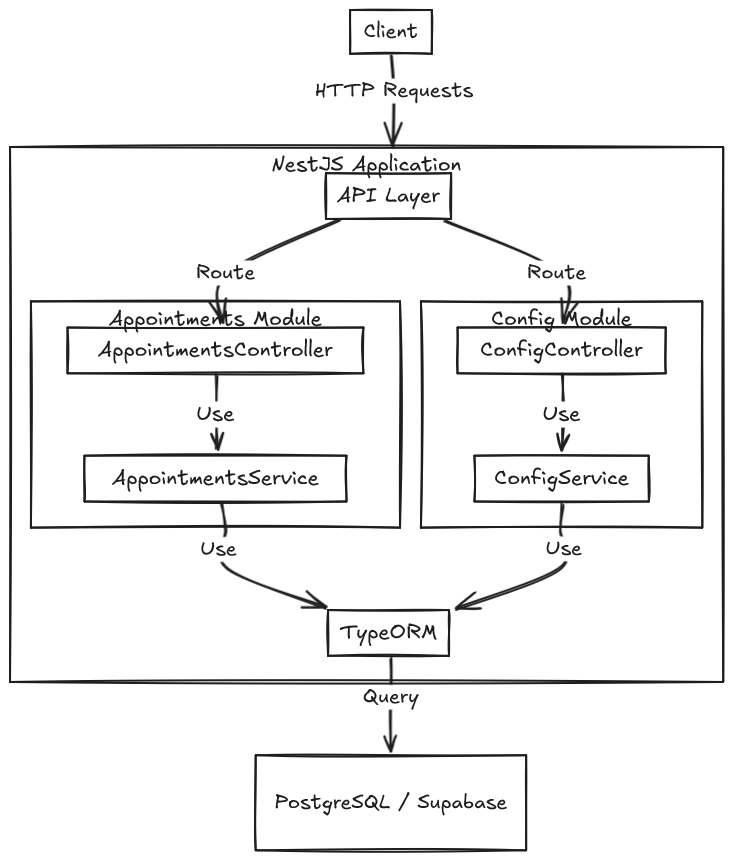 Client
HTTP Requests
NestJS Application
API Layer
Route
Route
Appointments Module
Config Module
AppointmentsController
ConfigController
Use
Use
AppointmentsService
ConfigService
Use
Use
TypeORM
Query
PostgreSQL / Supabase